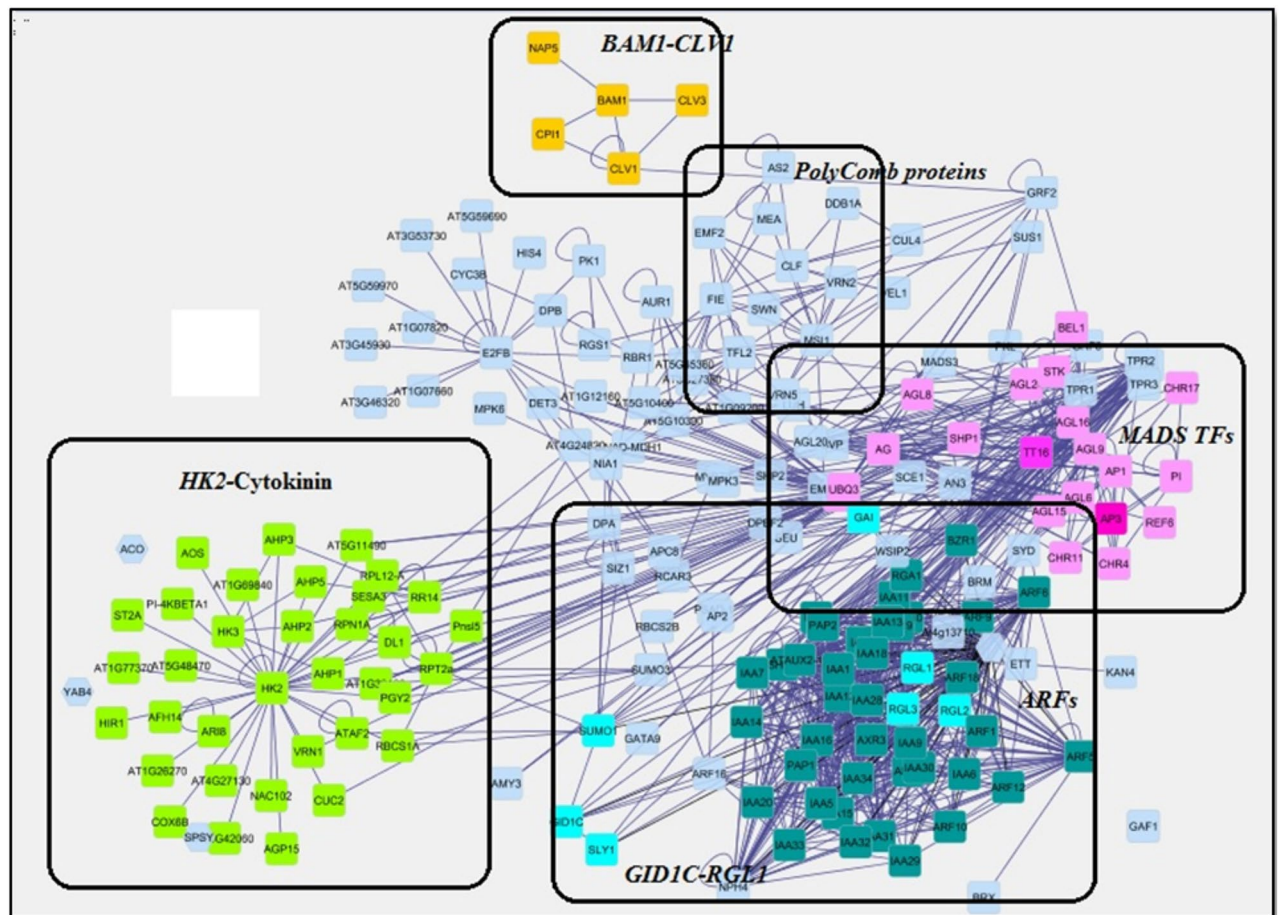 BAM1-CLV1
NAP5
BAM1
CLV3
CPI1
CLV1
PolyComb proteins
AS2
DDB1A
MEA
EMF2
CUL4
CLF
VRN2
FIE
SWN
MSI1
TFL2
VRN5
GRF2
SUS1
AT5G59690
AT3G53730
HIS4
PK1
CYC3B
AT5G59970
DPB
AUR1
AT1G07820
AT3G45930
E2FB
RGS1
RBR1
AT1G07660
AT3G46320
MPK6
DET3
AT1G12160
AT5G10400
AT1G09200
AT4G24820
NIA1
MPK3
SKP2
MADS TFs
BEL1
MADS3
TPR2
STK
TPR1
TPR3
CHR17
AGL8
AGL16
SHP1
AG
AGL20
TT16
AGL9
AP1
PI
UBQ3
SCE1
AN3
AGL6
AGL15
AP3
REF6
GAI
CHR11
CHR4
BZR1
SYD
WSIP2
BRM
HK2-Cytokinin
ACO
AOS
AHP3
AT5G11490
AT1G69840
AHP5
RPL12-A
PI-4KBETA1
SESA3
RR14
ST2A
HK3
AHP2
RPN1A
DL1
Pnsl5
AT1G77370
AT5G48470
AHP1
RPT2a
PGY2
YAB4
HK2
HIR1
AFH14
ARI8
ATAF2
VRN1
RBCS1A
AT1G26270
AT4G27130
NAC102
CUC2
COX6B
SPSY
AGP15
AMY3
DPA
APC8
SIZ1
RCAR3
RBCS2B
AP2
SUMO3
SUMO1
GATA9
ARF16
GID1C
SLY1
GID1C-RGL1
NPH4
RGA1
IAA11
ARF6
ARF9
PAP2
IAA13
IAA18
IAA7
IAA1
RGL1
ETT
KAN4
ARF18
IAA28
RGL3
RGL2
ARFs
IAA14
IAA16
AXR3
IAA9
ARF1
PAP1
IAA34
IAA30
IAA6
ARF5
ARF12
IAA20
IAA5
ARF10
IAA33
IAA32
IAA31
IAA29
GAF1
BRX